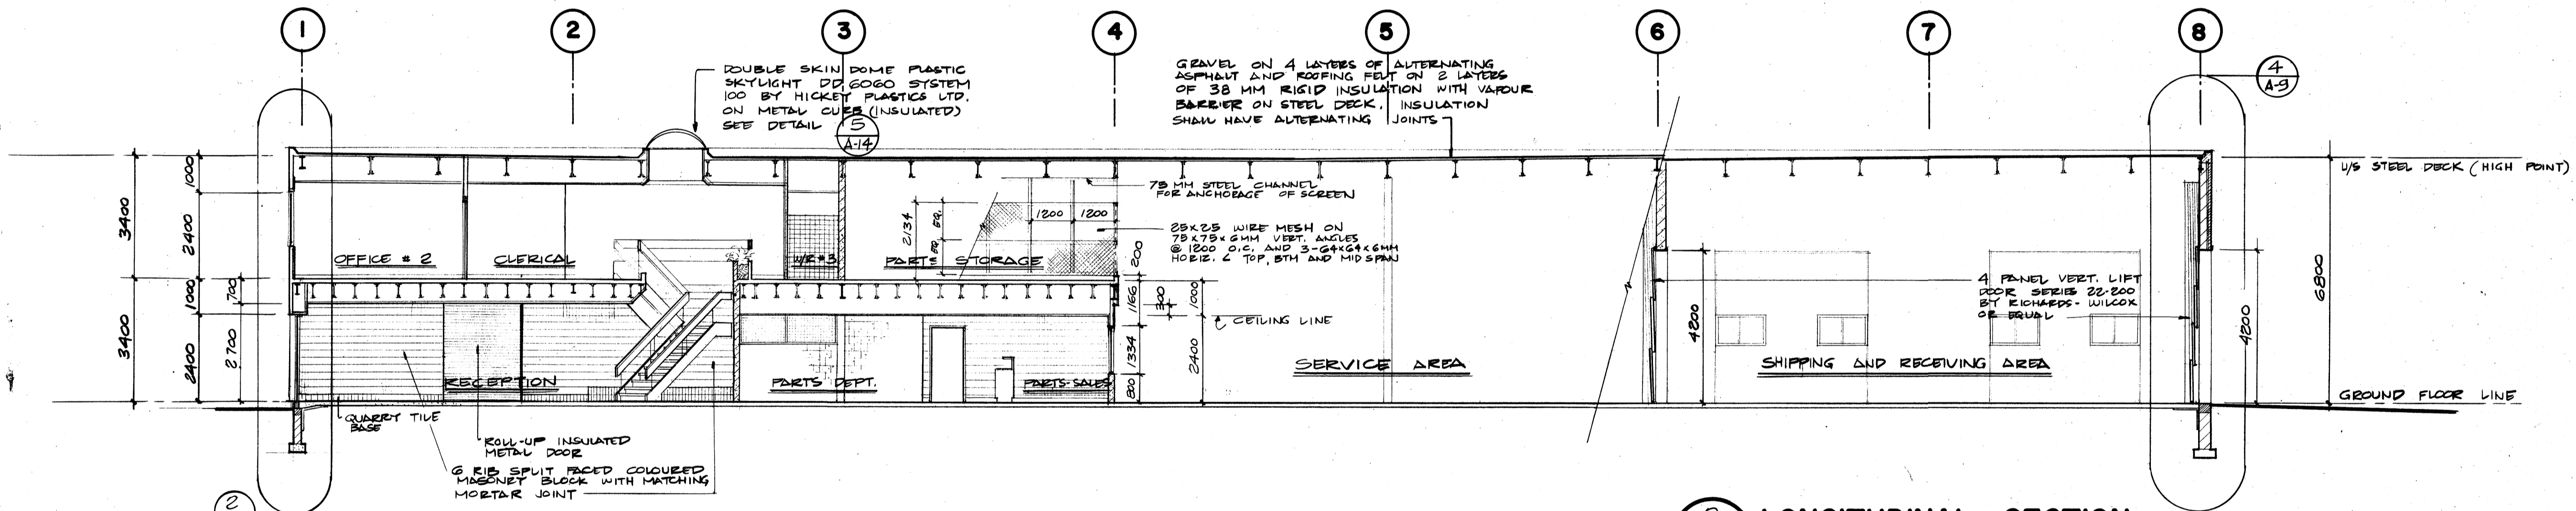 1 2 3 4 5 6 7 8
DOUBLE SKIN DOME PLASTIC
SKYLIGHT DD 6060 SYSTEM
100 BY HICKEY PLASTICS LTD.
ON METAL CURB (INSULATED)
SEE DETAIL
5
A-14
GRAVEL ON 4 LAYERS OF ALTERNATING
ASPHALT AND ROOFING FELT ON 2 LAYERS
OF 38 MM RIGID INSULATION WITH VAPOUR
BARRIER ON STEEL DECK. INSULATION
SHALL HAVE ALTERNATING JOINTS
4
A-9
U/S STEEL DECK (HIGH POINT)
75 MM STEEL CHANNEL
FOR ANCHORAGE OF SCREEN
25X25 WIRE MESH ON
75X75X6MM VERT. ANGLES
@ 1200 O.C. AND 3-64X64X6MM
HORIZ. L TOP, BTM AND MIDSPAN
3400
1000
2400
2134
EQ.
EQ.
1200 1200
200
OFFICE # 2
CLERICAL
W/R #3
PART STORAGE
3400
1000
700
2400
2700
1166
300
1000
1334
2400
800
CEILING LINE
4 PANEL VERT. LIFT
DOOR SERIES 22-200
BY RICHARDS-WILCOX
OR EQUAL
4200
4200
6800
RECEPTION
PARTS DEPT.
PARTS-SALES
SERVICE AREA
SHIPPING AND RECEIVING AREA
GROUND FLOOR LINE
QUARRY TILE
BASE
ROLL-UP INSULATED
METAL DOOR
6 RIB SPLIT FACED COLOURED
MASONRY BLOCK WITH MATCHING
MORTAR JOINT
2
LONGITUDINAL SECTION